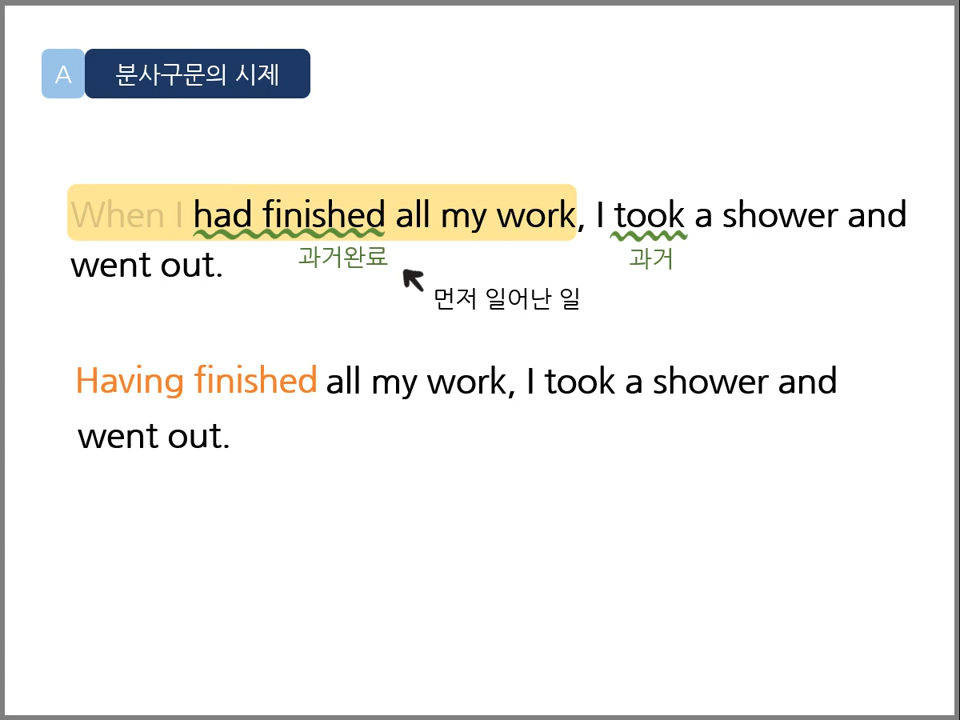 A 분사구문의 시제
When I had finished all my work, I took a shower and
went out.
과거완료
과거
먼저 일어난 일
Having finished all my work, I took a shower and
went out.